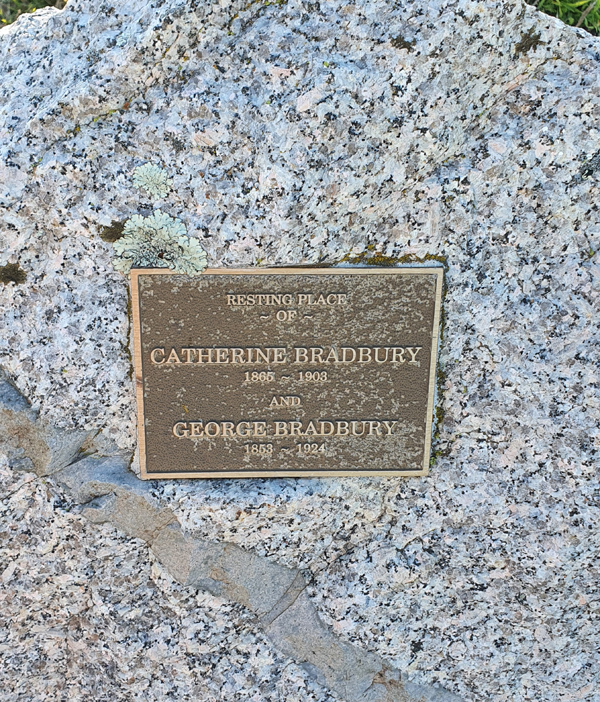 RESTING PLACE
~ OF ~
CATHERINE BRADBURY
1865 ~ 1903
AND
GEORGE BRADBURY
1853 ~ 1924